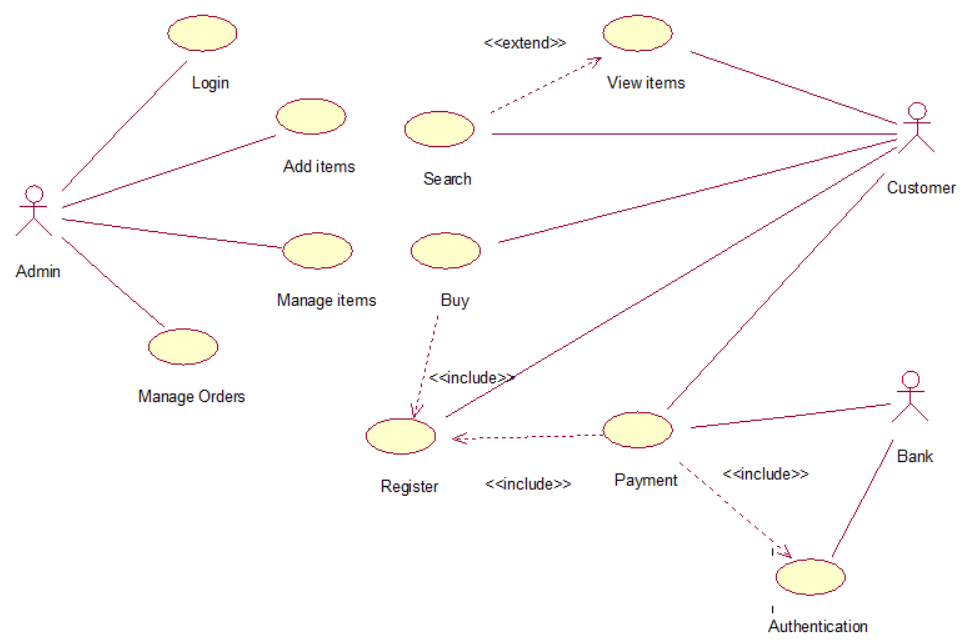 <<extend>>
Login
View items
Add items
Search
Customer
Admin
Manage items
Buy
<<include>>
Manage Orders
Bank
Register
<<include>>
Payment
<<include>>
Authentication